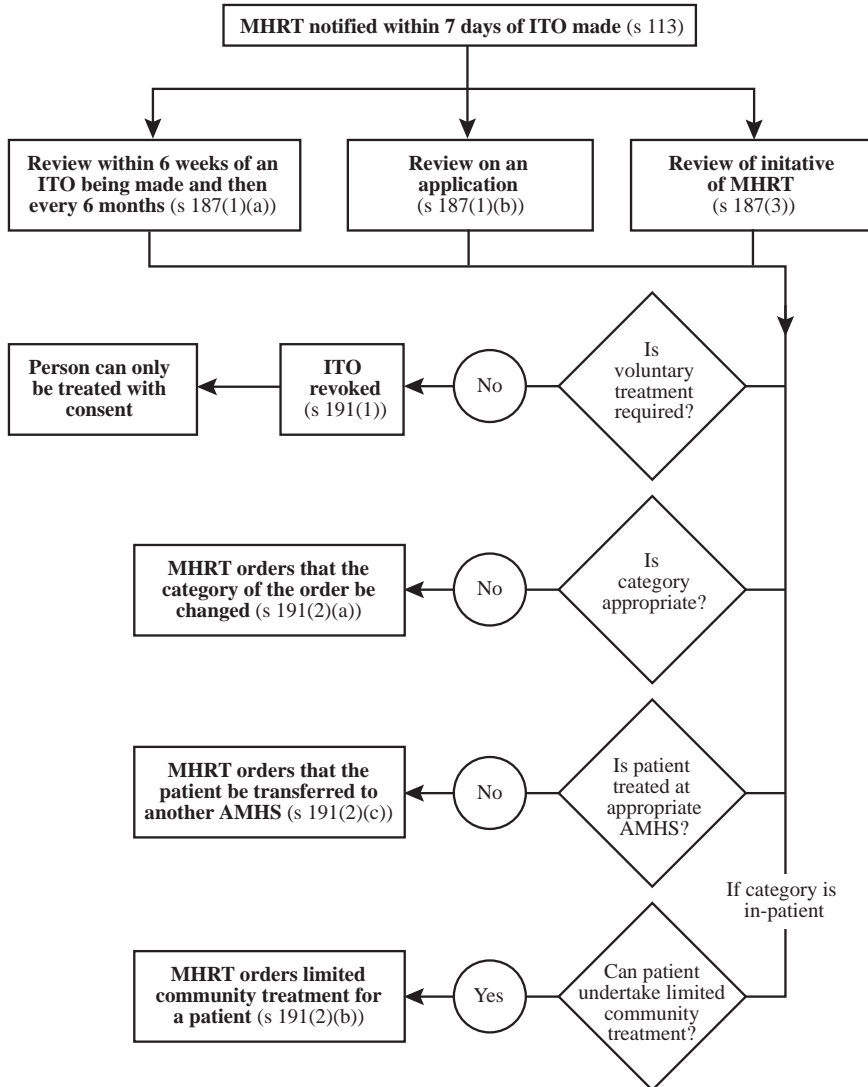 MHRT notified within 7 days of ITO made (s 113)
Review within 6 weeks of an
ITO being made and then
every 6 months (s 187(1)(a))
Review on an
application
(s 187(1)(b))
Review of initative
of MHRT
(s 187(3))
Person can only
be treated with
consent
ITO
revoked
(s 191(1))
No
Is
voluntary
treatment
required?
MHRT orders that the
category of the order be
changed (s 191(2)(a))
No
Is
category
appropriate?
MHRT orders that the
patient be transferred to
another AMHS (s 191(2)(c))
No
Is patient
treated at
appropriate
AMHS?
If category is
in-patient
MHRT orders limited
community treatment for
a patient (s 191(2)(b))
Yes
Can patient
undertake limited
community
treatment?